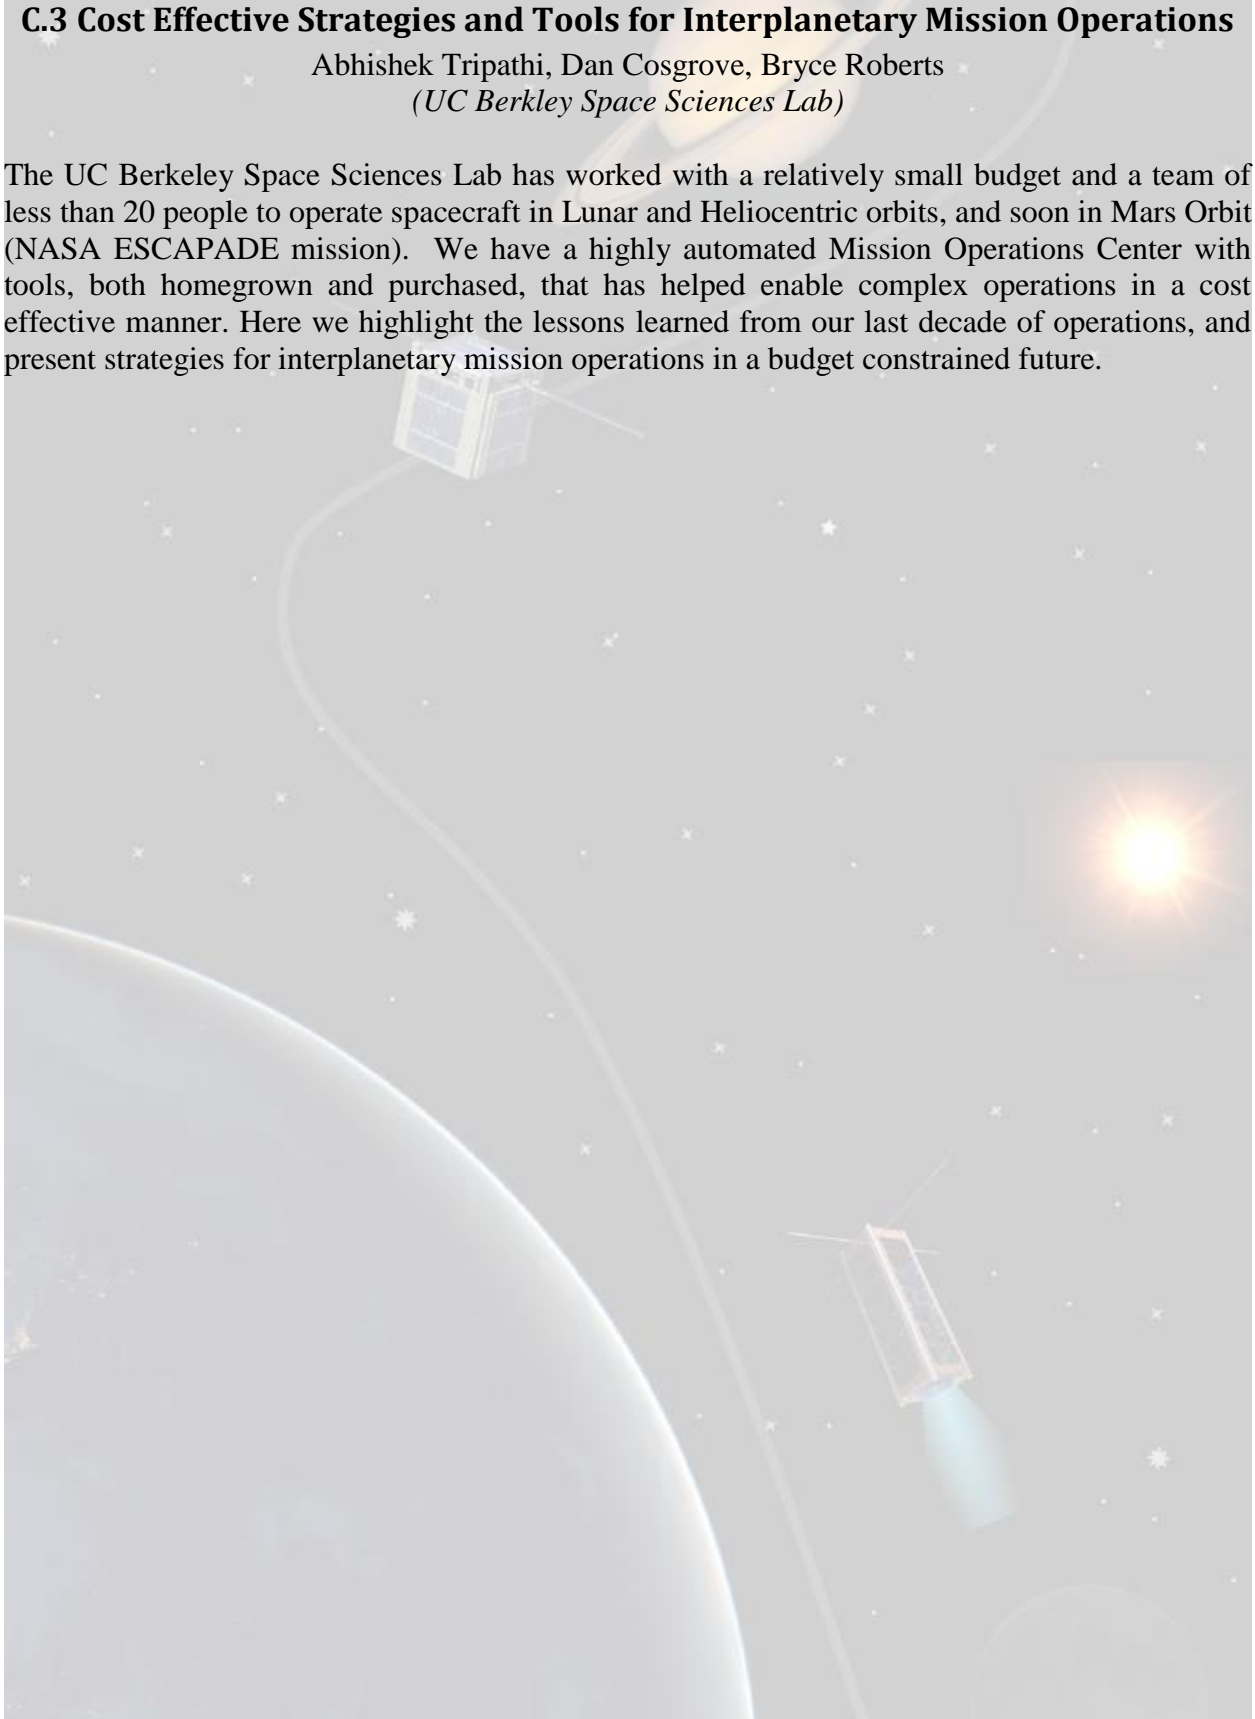 C.3 Cost Effective Strategies and Tools for Interplanetary Mission Operations
Abhishek Tripathi, Dan Cosgrove, Bryce Roberts
(UC Berkley Space Sciences Lab)
The UC Berkeley Space Sciences Lab has worked with a relatively small budget and a team of
less than 20 people to operate spacecraft in Lunar and Heliocentric orbits, and soon in Mars Orbit
(NASA ESCAPADE mission). We have a highly automated Mission Operations Center with
tools, both homegrown and purchased, that has helped enable complex operations in a cost
effective manner. Here we highlight the lessons learned from our last decade of operations, and
present strategies for interplanetary mission operations in a budget constrained future.